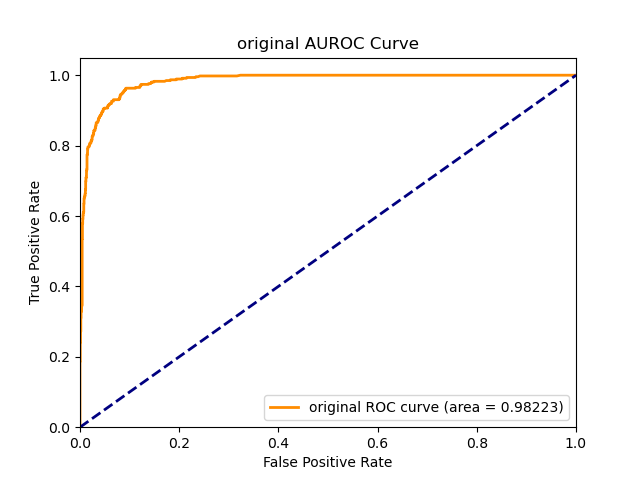 original AUROC Curve
1.0
0.8
0.6
0.4
0.2
0.0
True Positive Rate
original ROC curve (area = 0.98223)
0.0 0.2 0.4 0.6 0.8 1.0
False Positive Rate